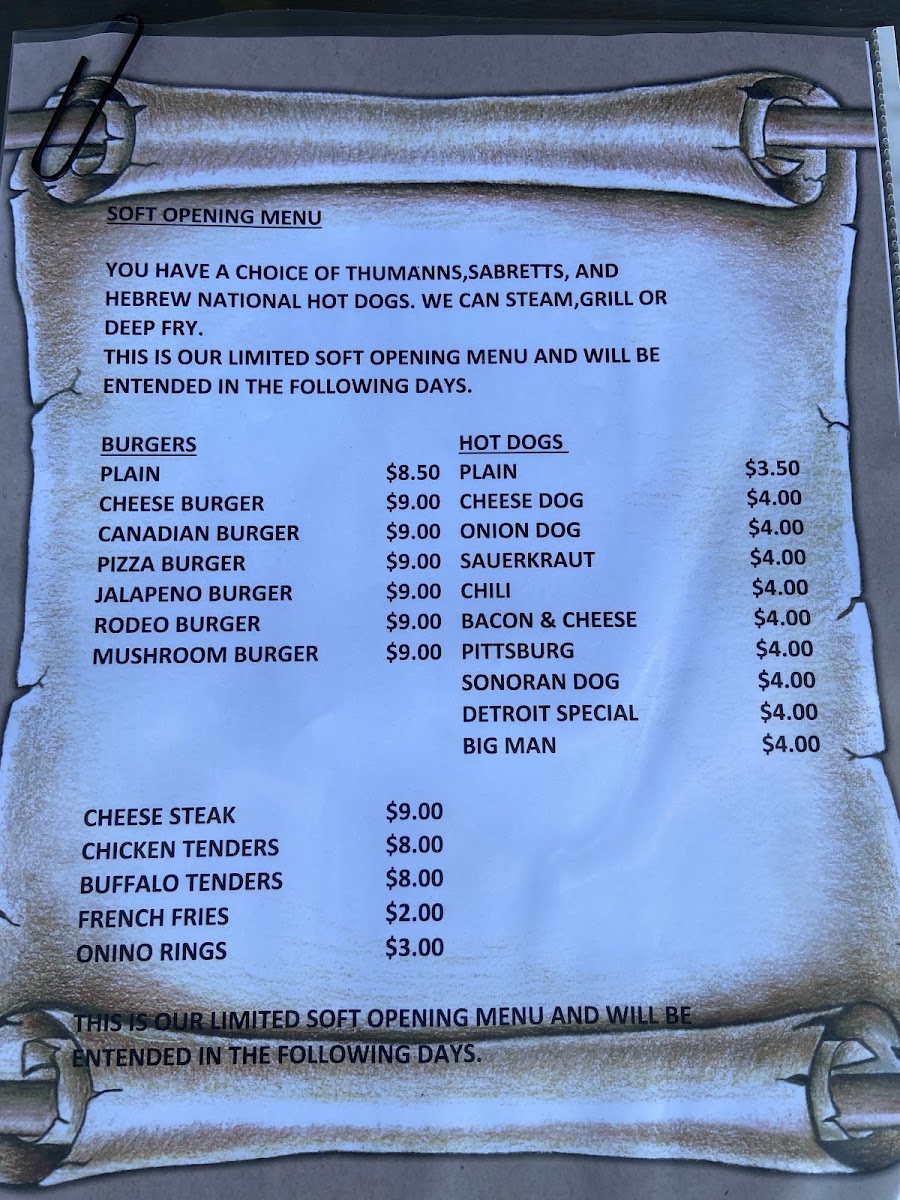 SOFT OPENING MENU
YOU HAVE A CHOICE OF THUMANNS,SABRETTS, AND
HEBREW NATIONAL HOT DOGS. WE CAN STEAM,GRILL OR
DEEP FRY.
THIS IS OUR LIMITED SOFT OPENING MENU AND WILL BE
ENTENDED IN THE FOLLOWING DAYS.
BURGERS
PLAIN $8.50
CHEESE BURGER $9.00
CANADIAN BURGER $9.00
PIZZA BURGER $9.00
JALAPENO BURGER $9.00
RODEO BURGER $9.00
MUSHROOM BURGER $9.00
HOT DOGS
PLAIN $3.50
CHEESE DOG $4.00
ONION DOG $4.00
SAUERKRAUT $4.00
CHILI $4.00
BACON & CHEESE $4.00
PITTSBURG $4.00
SONORAN DOG $4.00
DETROIT SPECIAL $4.00
BIG MAN $4.00
CHEESE STEAK $9.00
CHICKEN TENDERS $8.00
BUFFALO TENDERS $8.00
FRENCH FRIES $2.00
ONINO RINGS $3.00
THIS IS OUR LIMITED SOFT OPENING MENU AND WILL BE
ENTENDED IN THE FOLLOWING DAYS.